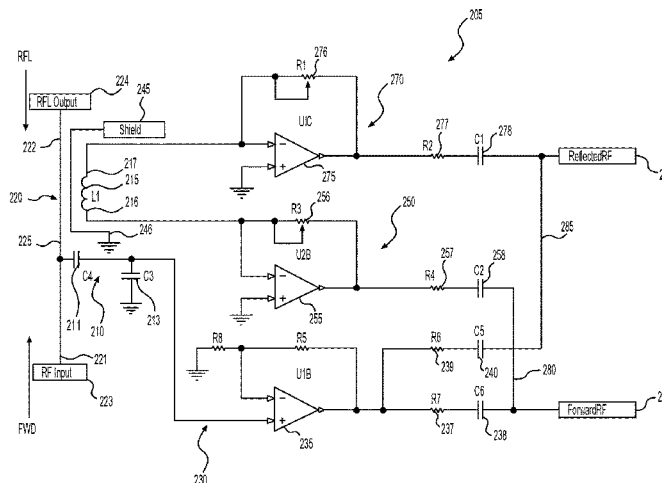 205
RFL
224
245
276
R1
270
RFL Output
Shield
U1C
277
C1
278
222
R2
ReflectedRF
217
215
L1
216
275
220
256
R3
250
285
225
246
U2B
257
258
C2
R4
C4
C3
210
211
213
255
R8
R5
R6
C5
239
240
280
221
U1B
RF Input
R7
C6
ForwardRF
223
235
237
238
FWD
230